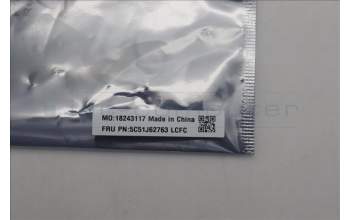 MO:18243117 Made in China
FRU PN:5C51J62763 LCFC